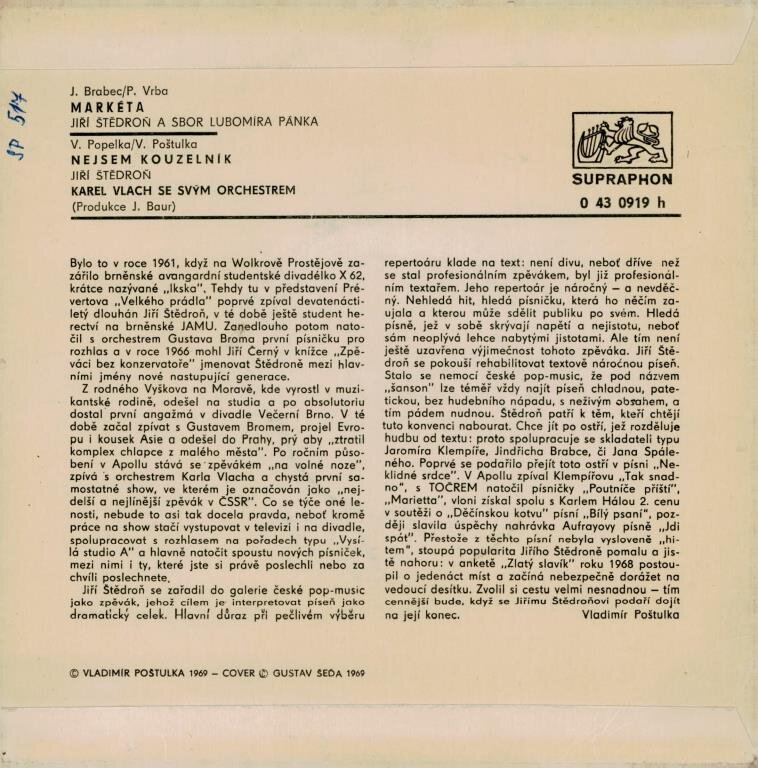 SP 517
J. Brabec/P. Vrba
MARKÉTA
JIŘÍ ŠTĚDROŇ A SBOR LUBOMÍRA PÁNKA
V. Popelka/V. Poštulka
NEJSEM KOUZELNÍK
JIŘÍ ŠTĚDROŇ
KAREL VLACH SE SVÝM ORCHESTREM
(Produkce J. Baur)
SUPRAPHON
0 43 0919 h
Bylo to v roce 1961, když na Wolkrově Prostějově za-
zářilo brněnské avangardní studentské divadélko X 62,
krátce nazývané „Ikska". Tehdy tu v představení Pré-
vertova „Velkého prádla" poprvé zpíval devatenácti-
letý dlouhán Jiří Štědroň, v té době ještě student he-
rectví na brněnské JAMU. Zanedlouho potom nato-
čil s orchestrem Gustava Broma první písničku pro
rozhlas a v roce 1966 mohl Jiří Černý v knížce „Zpě-
váci bez konzervatoře" jmenovat Štědroně mezi hlav-
ními jmény nové nastupující generace.
Z rodného Vyškova na Moravě, kde vyrostl v muzi-
kantské rodině, odešel na studia a po absolutoriu
dostal první angažmá v divadle Večerní Brno. V té
době začal zpívat s Gustavem Bromem, projel Evro-
pu i kousek Asie a odešel do Prahy, prý aby „ztratil
komplex chlapce z malého města". Po ročním půso-
bení v Apollu stává se zpěvákem „na volné noze",
zpívá s orchestrem Karla Vlacha a chystá první sa-
mostatné show, ve kterém je označován jako „nej-
delší a nejlínější zpěvák v ČSSR". Co se týče oné le-
nosti, nebude to asi tak docela pravda, neboť kromě
práce na show stačí vystupovat v televizi i na divadle,
spolupracovat s rozhlasem na pořadech typu „Vysí-
lá studio A" a hlavně natočit spoustu nových písniček,
mezi nimi i ty, které jste si právě poslechli nebo za
chvíli poslechnete.
Jiří Štědroň se zařadil do galerie české pop-music
jako zpěvák, jehož cílem je interpretovat píseň jako
dramatický celek. Hlavní důraz při pečlivém výběru
repertoáru klade na text: není divu, neboť dříve než
se stal profesionálním zpěvákem, byl již profesionál-
ním textařem. Jeho repertoár je náročný – a nevděč-
ný. Nehledá hit, hledá písničku, která ho něčím za-
ujala a kterou může sdělit publiku po svém. Hledá
písně, jež v sobě skrývají napětí a nejistotu, neboť
sám neoplývá lehce nabytými jistotami. Ale tím není
ještě uzavřena výjimečnost tohoto zpěváka. Jiří Ště-
droň se pokouší rehabilitovat textově náročnou píseň.
Stalo se nemocí české pop-music, že pod názvem
„šanson" lze téměř vždy najít píseň chladnou, pate-
tickou, bez hudebního nápadu, s neživým obsahem, a
tím pádem nudnou. Štědroň patří k těm, kteří chtějí
tuto konvenci nabourat. Chce jít po ostří, jež rozděluje
hudbu od textu: proto spolupracuje se skladateli typu
Jaromíra Klempíře, Jindřicha Brabce, či Jana Spále-
ného. Poprvé se podařilo přejít toto ostří v písni „Ne-
klidné srdce". V Apollu zpíval Klempířovu „Tak snad-
no", s TOČREM natočil písničky „Poutníče příští",
„Marietta", vloni získal spolu s Karlem Hálou 2. cenu
v soutěži o „Děčínskou kotvu" písní „Bílý psaní", poz-
ději slavila úspěchy nahrávka Aufrayovy písně „Jdi
spát". Přestože z těchto písní nebyla vysloveně „hi-
tem", stoupá popularita Jiřího Štědroně pomalu a jis-
tě nahoru: v anketě „Zlatý slavík" roku 1968 postou-
pil o jedenáct míst a začíná nebezpečně dorážet na
vedoucí desítku. Zvolil si cestu velmi nesnadnou – tím
cennější bude, když se Jiřímu Štědroňovi podaří dojít
na její konec. Vladimír Poštulka
© VLADIMÍR POŠTULKA 1969 – COVER © GUSTAV ŠEĎA 1969